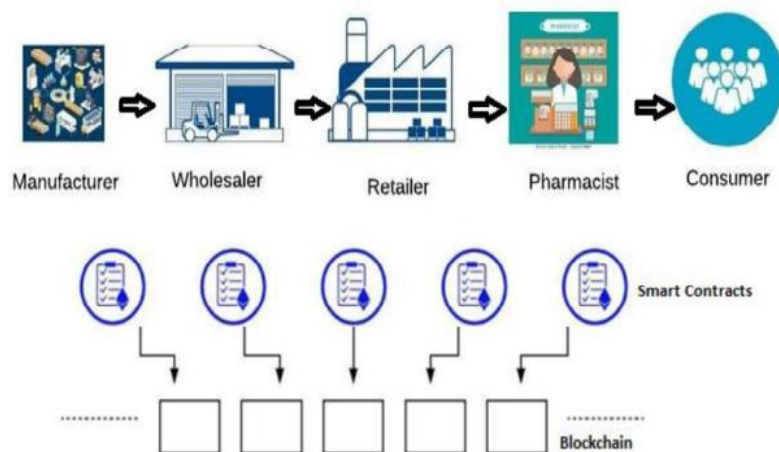 Manufacturer
Wholesaler
Retailer
Pharmacist
Consumer
Smart Contracts
Blockchain